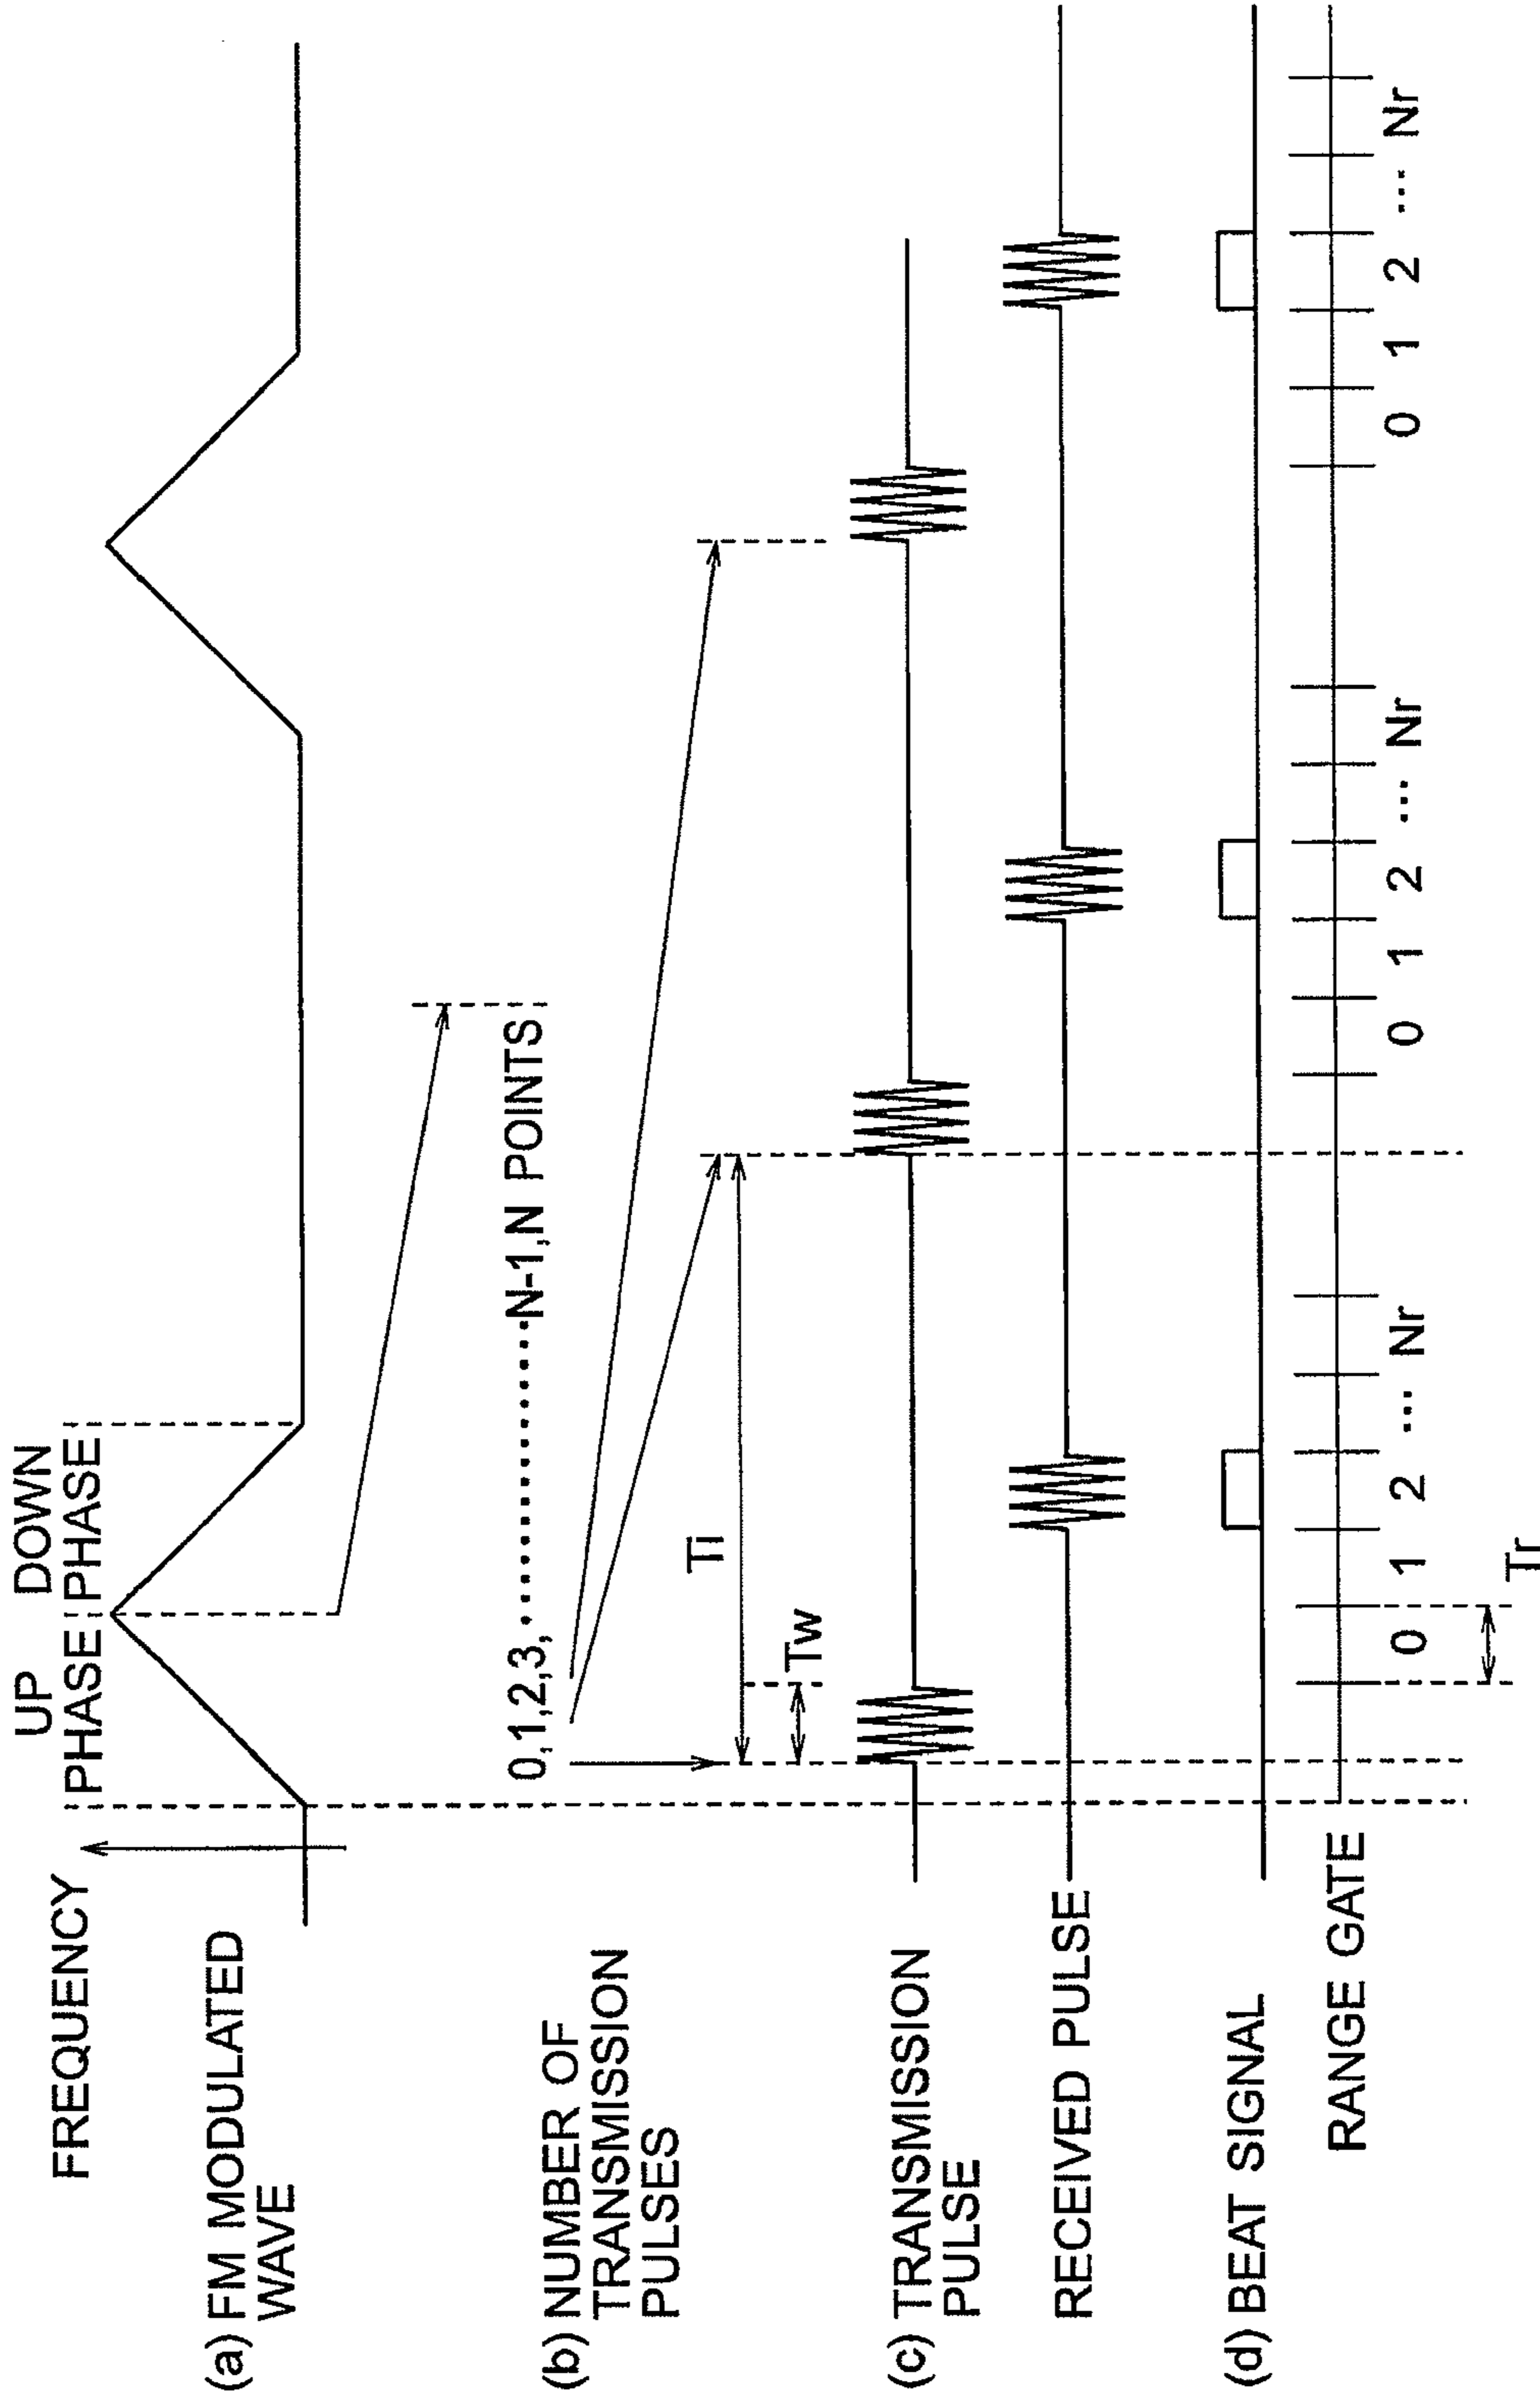 UP DOWN
PHASE PHASE
FREQUENCY
(a) FM MODULATED
WAVE
0,1,2,3,..................N-1,N POINTS
(b) NUMBER OF
TRANSMISSION
PULSES
Ti
Tw
(c) TRANSMISSION
PULSE
RECEIVED PULSE
(d) BEAT SIGNAL
RANGE GATE
0 1 2 ... Nr 0 1 2 ... Nr 0 1 2 ... Nr
Tr